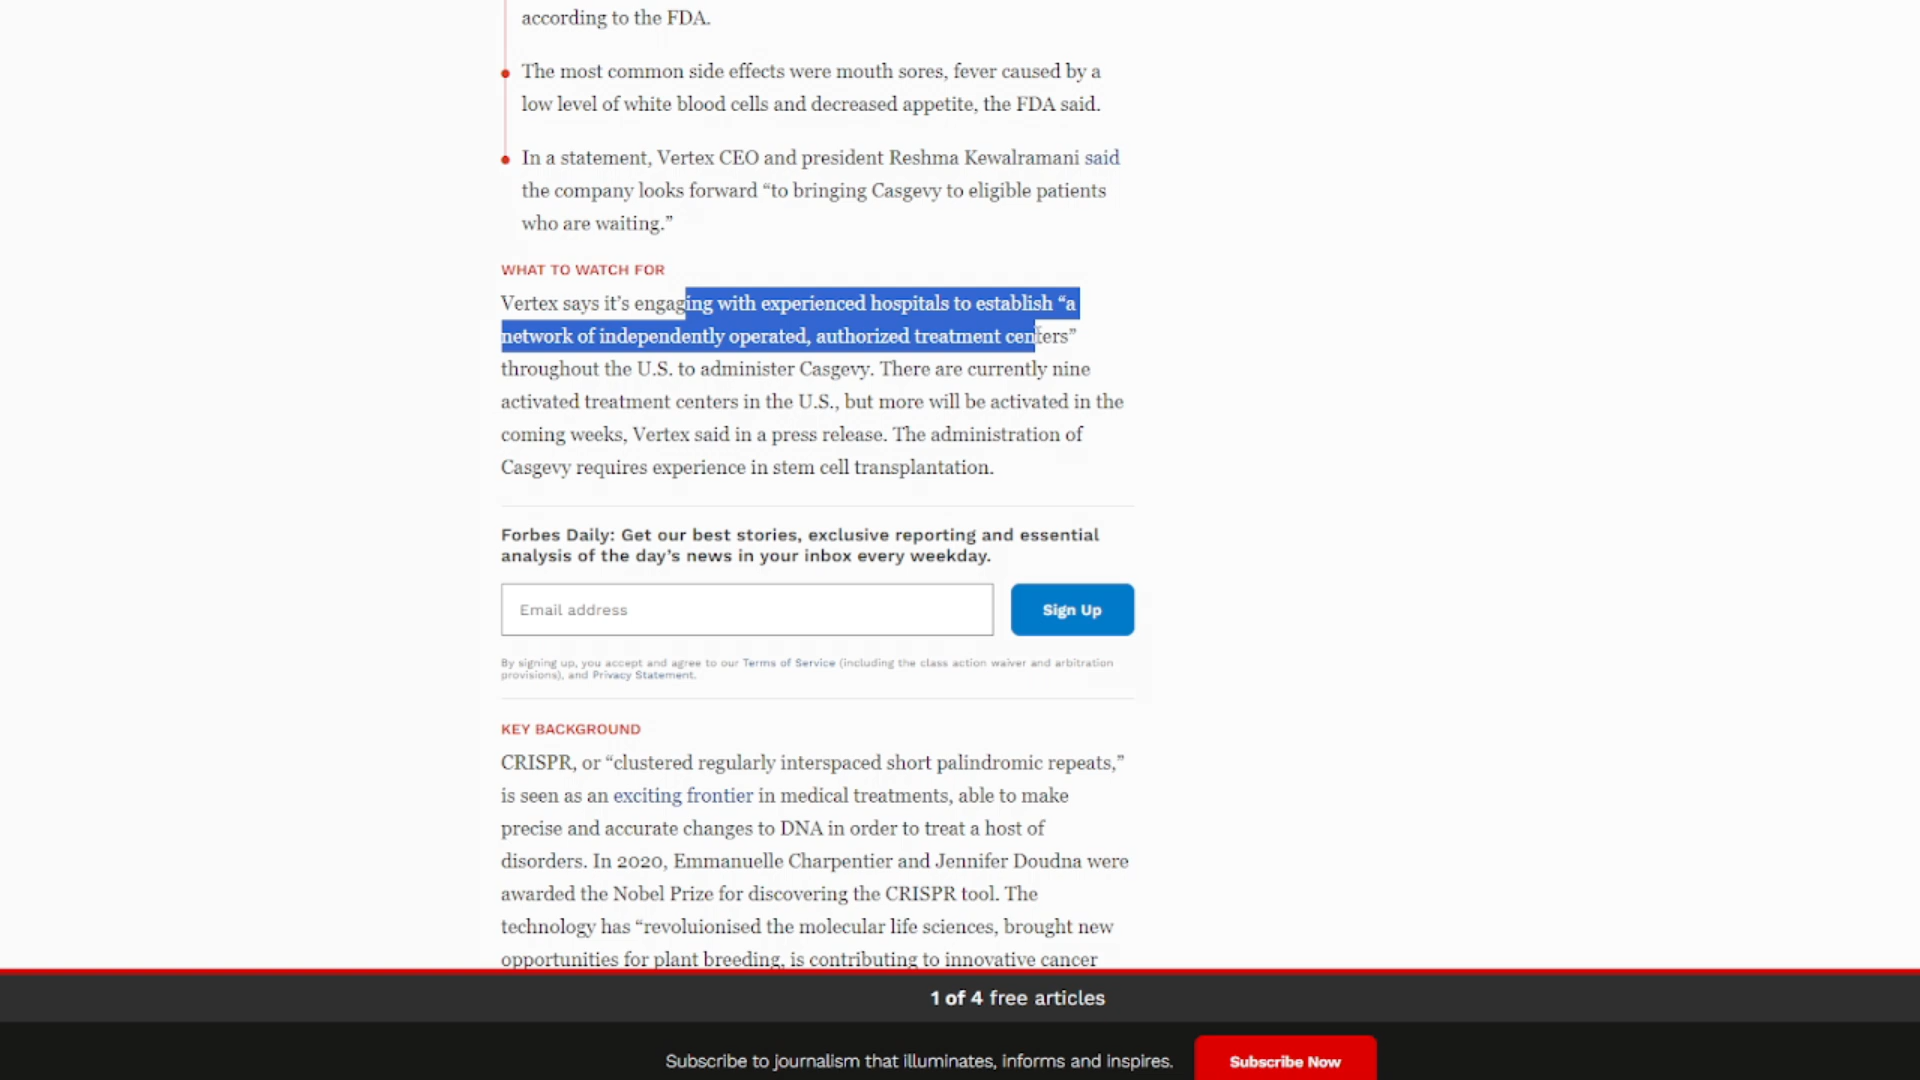 according to the FDA.
The most common side effects were mouth sores, fever caused by a
low level of white blood cells and decreased appetite, the FDA said.
In a statement, Vertex CEO and president Reshma Kewalramani said
the company looks forward “to bringing Casgevy to eligible patients
who are waiting.”
WHAT TO WATCH FOR
Vertex says it’s engaging with experienced hospitals to establish “a
network of independently operated, authorized treatment centers”
throughout the U.S. to administer Casgevy. There are currently nine
activated treatment centers in the U.S., but more will be activated in the
coming weeks, Vertex said in a press release. The administration of
Casgevy requires experience in stem cell transplantation.
Forbes Daily: Get our best stories, exclusive reporting and essential
analysis of the day’s news in your inbox every weekday.
Email address
Sign Up
By signing up, you accept and agree to our Terms of Service (including the class action waiver and arbitration
provisions), and Privacy Statement.
KEY BACKGROUND
CRISPR, or “clustered regularly interspaced short palindromic repeats,”
is seen as an exciting frontier in medical treatments, able to make
precise and accurate changes to DNA in order to treat a host of
disorders. In 2020, Emmanuelle Charpentier and Jennifer Doudna were
awarded the Nobel Prize for discovering the CRISPR tool. The
technology has “revoluionised the molecular life sciences, brought new
opportunities for plant breeding, is contributing to innovative cancer
1 of 4 free articles
Subscribe to journalism that illuminates, informs and inspires.
Subscribe Now